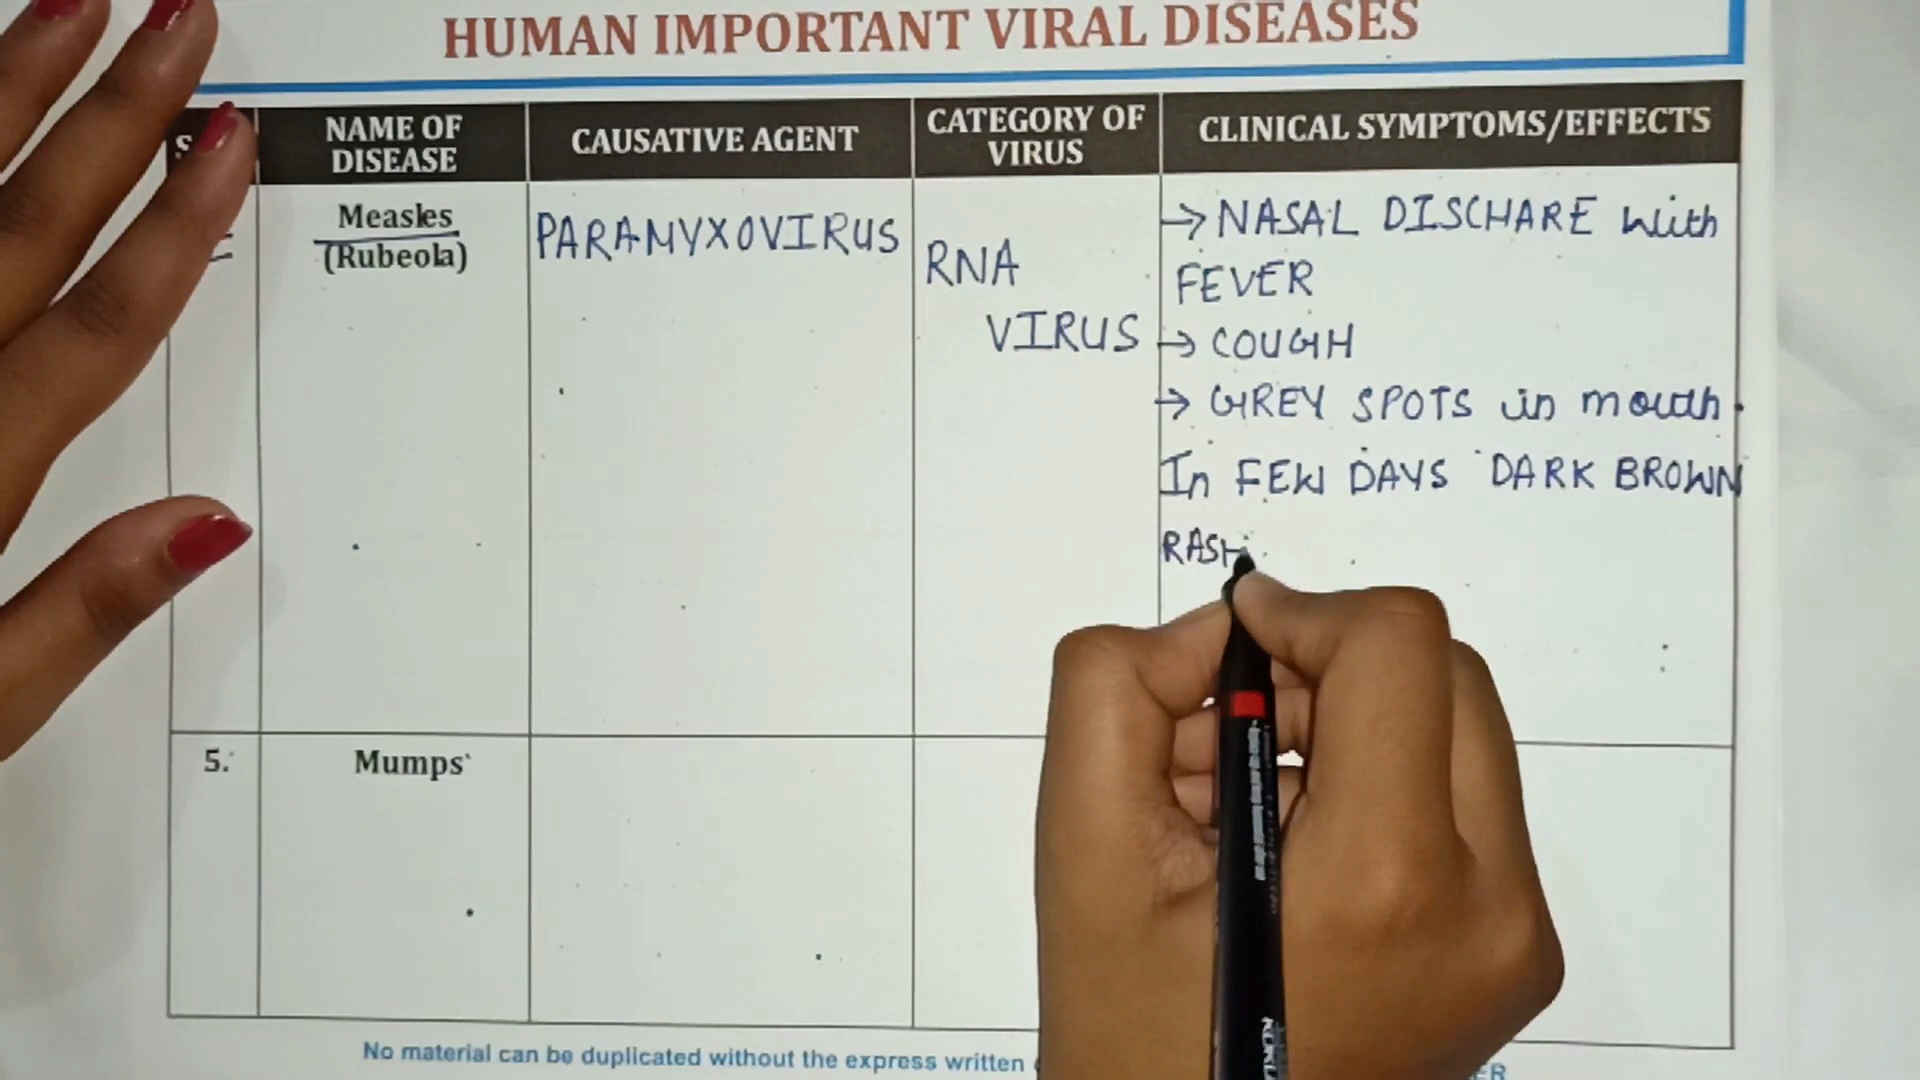 HUMAN IMPORTANT VIRAL DISEASES
S.
NAME OF
DISEASE
CAUSATIVE AGENT
CATEGORY OF
VIRUS
CLINICAL SYMPTOMS/EFFECTS
Measles
(Rubeola)
PARAMYXOVIRUS
RNA
VIRUS
→ NASAL DISCHARE with
FEVER
→ COUGH
→ GREY SPOTS in mouth.
In FEW DAYS DARK BROWN
RASH
5.
Mumps
No material can be duplicated without the express written